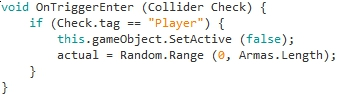 void OnTriggerEnter (Collider Check) {
    if (Check.tag == "Player") {
        this.gameObject.SetActive (false);
        actual = Random.Range (0, Armas.Length);
    }
}